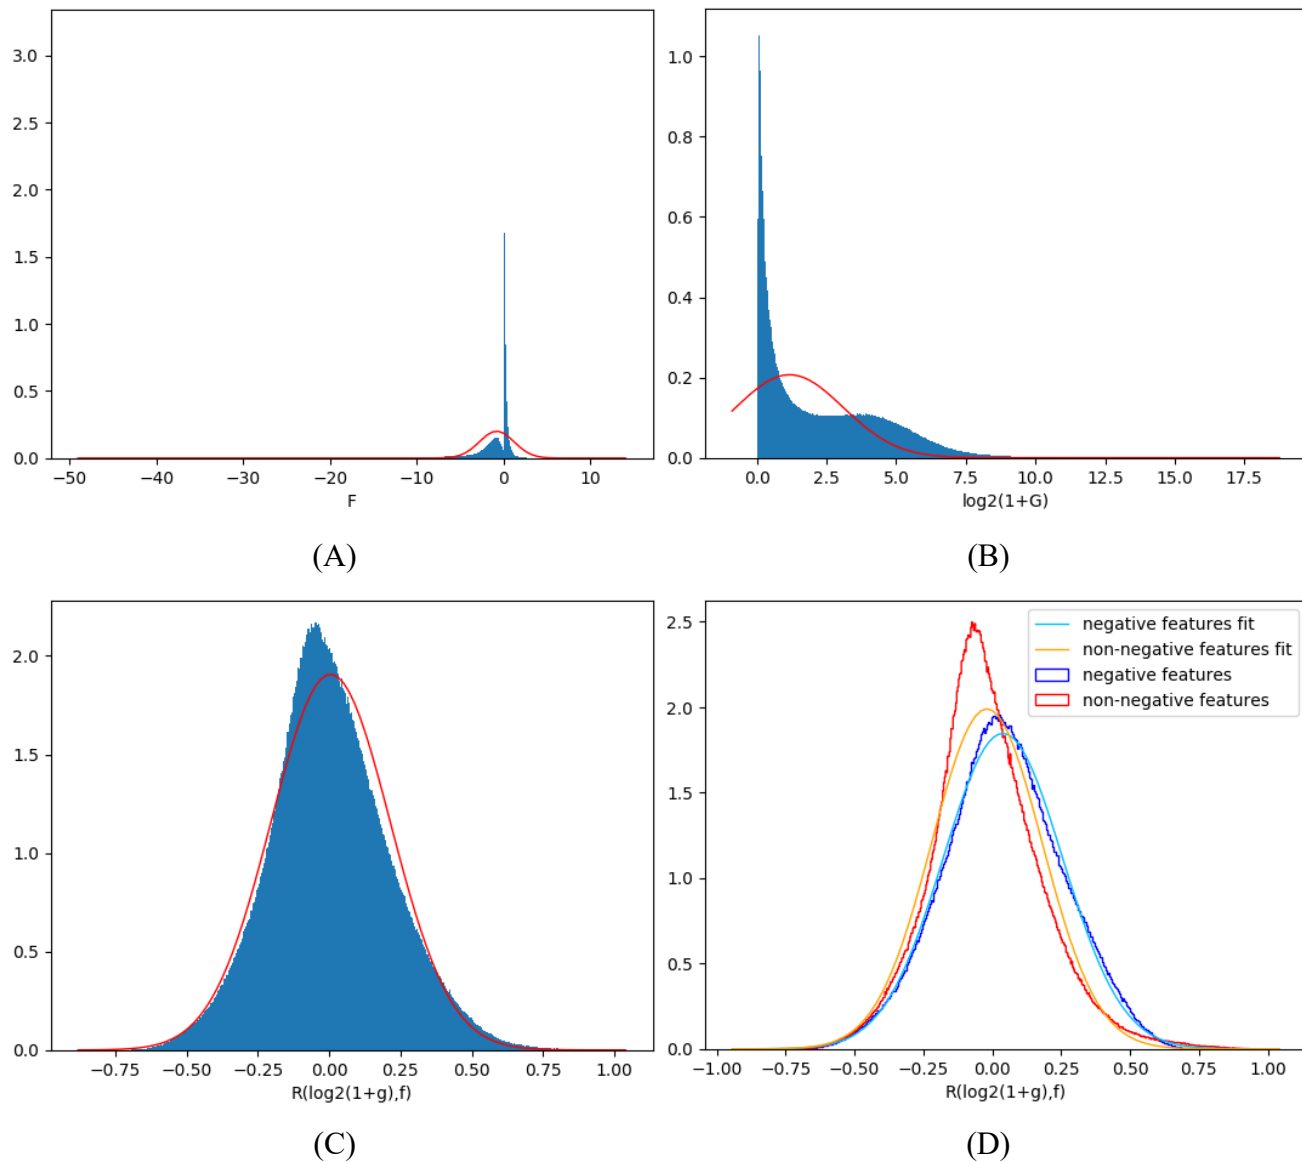 3.0
2.5
2.0
1.5
1.0
0.5
0.0
−50 −40 −30 −20 −10 0 10
F
(A)
1.0
0.8
0.6
0.4
0.2
0.0
0.0 2.5 5.0 7.5 10.0 12.5 15.0 17.5
log2(1+G)
(B)
2.0
1.5
1.0
0.5
0.0
−0.75 −0.50 −0.25 0.00 0.25 0.50 0.75 1.00
R(log2(1+g),f)
(C)
2.5
2.0
1.5
1.0
0.5
0.0
negative features fit
non-negative features fit
negative features
non-negative features
−1.00 −0.75 −0.50 −0.25 0.00 0.25 0.50 0.75 1.00
R(log2(1+g),f)
(D)